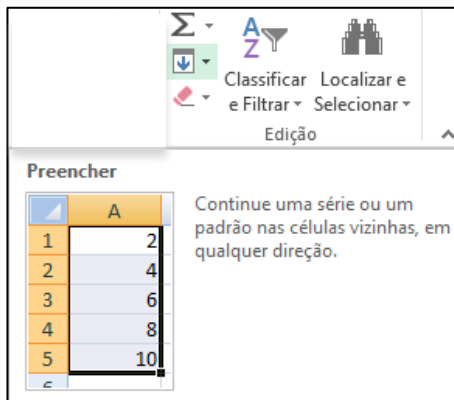 Σ
A
Z
Classificar
e Filtrar
Localizar e
Selecionar
Edição
Preencher
A
1 2
2 4
3 6
4 8
5 10
Continue uma série ou um
padrão nas células vizinhas, em
qualquer direção.